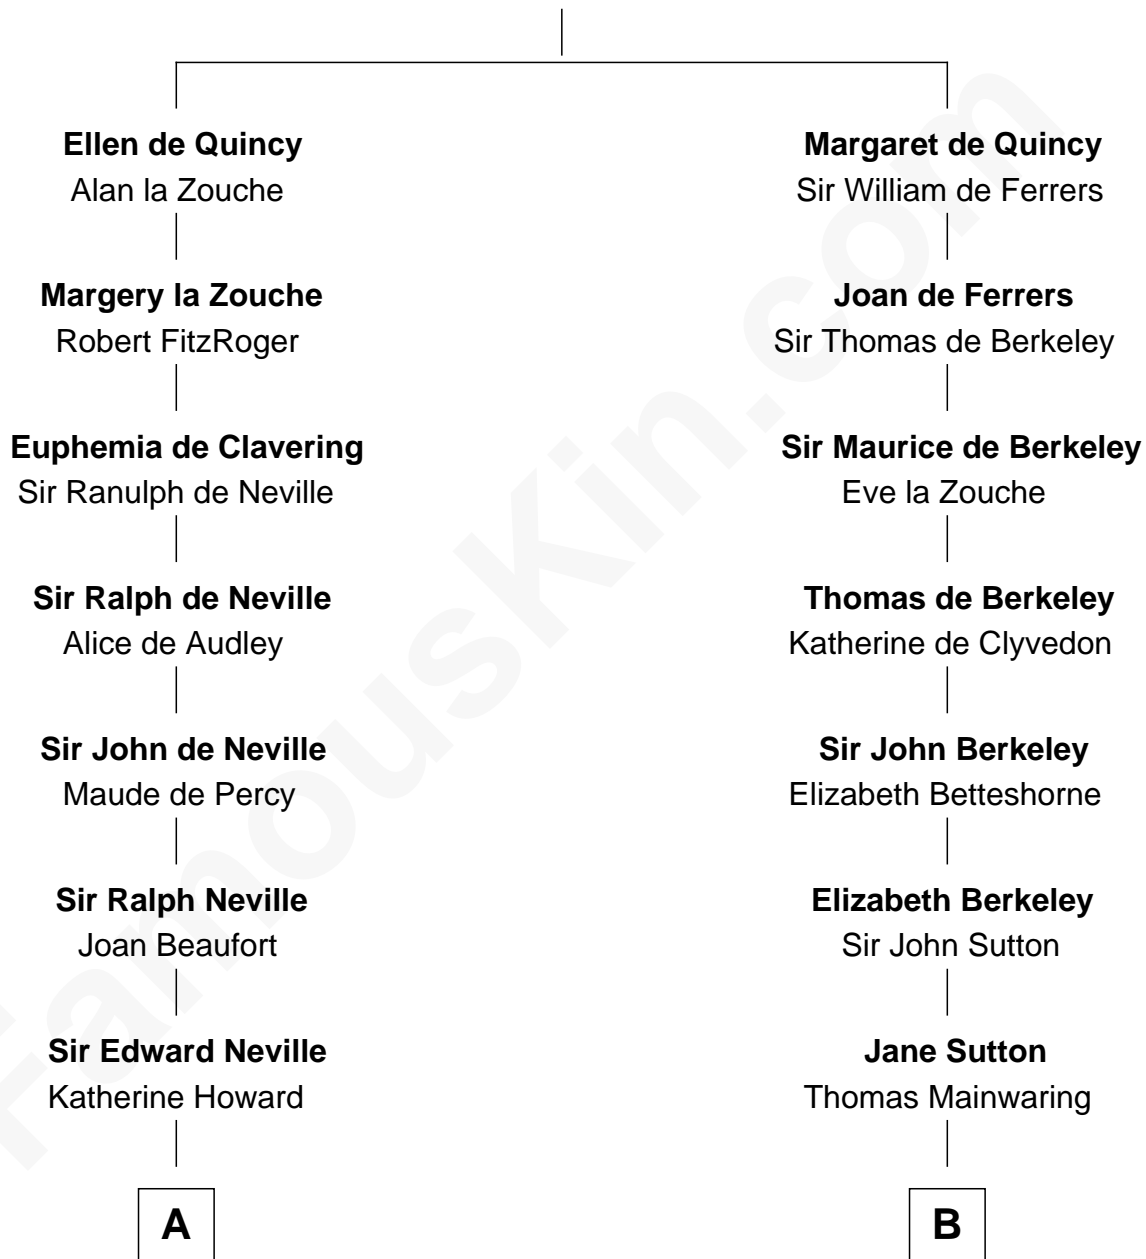 Ellen de Quincy
Alan la Zouche
Margery la Zouche
Robert FitzRoger
Euphemia de Clavering
Sir Ranulph de Neville
Sir Ralph de Neville
Alice de Audley
Sir John de Neville
Maude de Percy
Sir Ralph Neville
Joan Beaufort
Sir Edward Neville
Katherine Howard
A
Margaret de Quincy
Sir William de Ferrers
Joan de Ferrers
Sir Thomas de Berkeley
Sir Maurice de Berkeley
Eve la Zouche
Thomas de Berkeley
Katherine de Clyvedon
Sir John Berkeley
Elizabeth Betteshorne
Elizabeth Berkeley
Sir John Sutton
Jane Sutton
Thomas Mainwaring
B
FamousKin.com